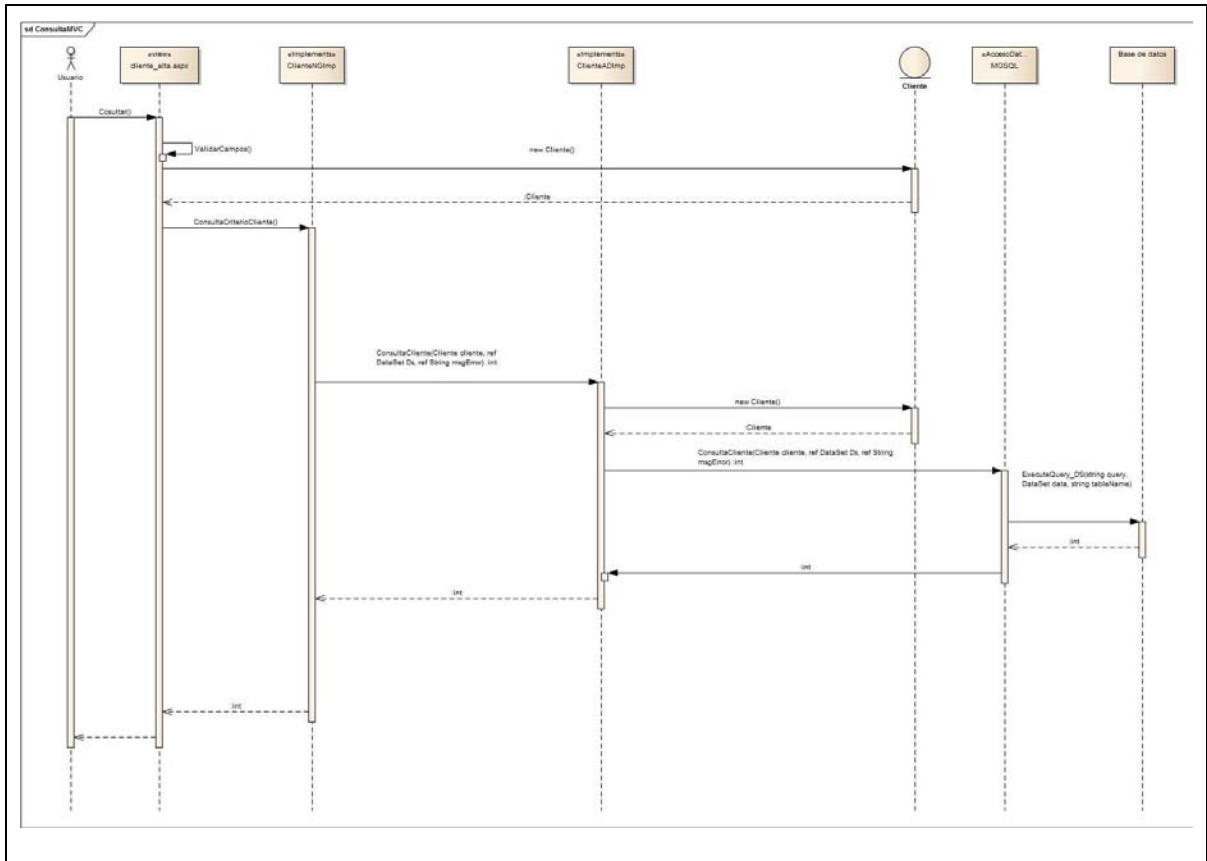 sd ConsultaMVC
Usuario
«view»
cliente_alta.aspx
«Implements»
ClienteNGImp
«Implements»
ClienteADImp
Cliente
«AccesoDat...
MGSQL
Base de datos
Cosultar()
ValidarCampos()
new Cliente()
:Cliente
ConsultaCriterioCliente()
ConsultaCliente(Cliente cliente, ref
DataSet Ds, ref String msgError) :int
new Cliente()
:Cliente
ConsultaCliente(Cliente cliente, ref DataSet Ds, ref String
msgError) :int
ExecuteQuery_DS(string query,
DataSet data, string tableName)
:int
:int
:int
:int